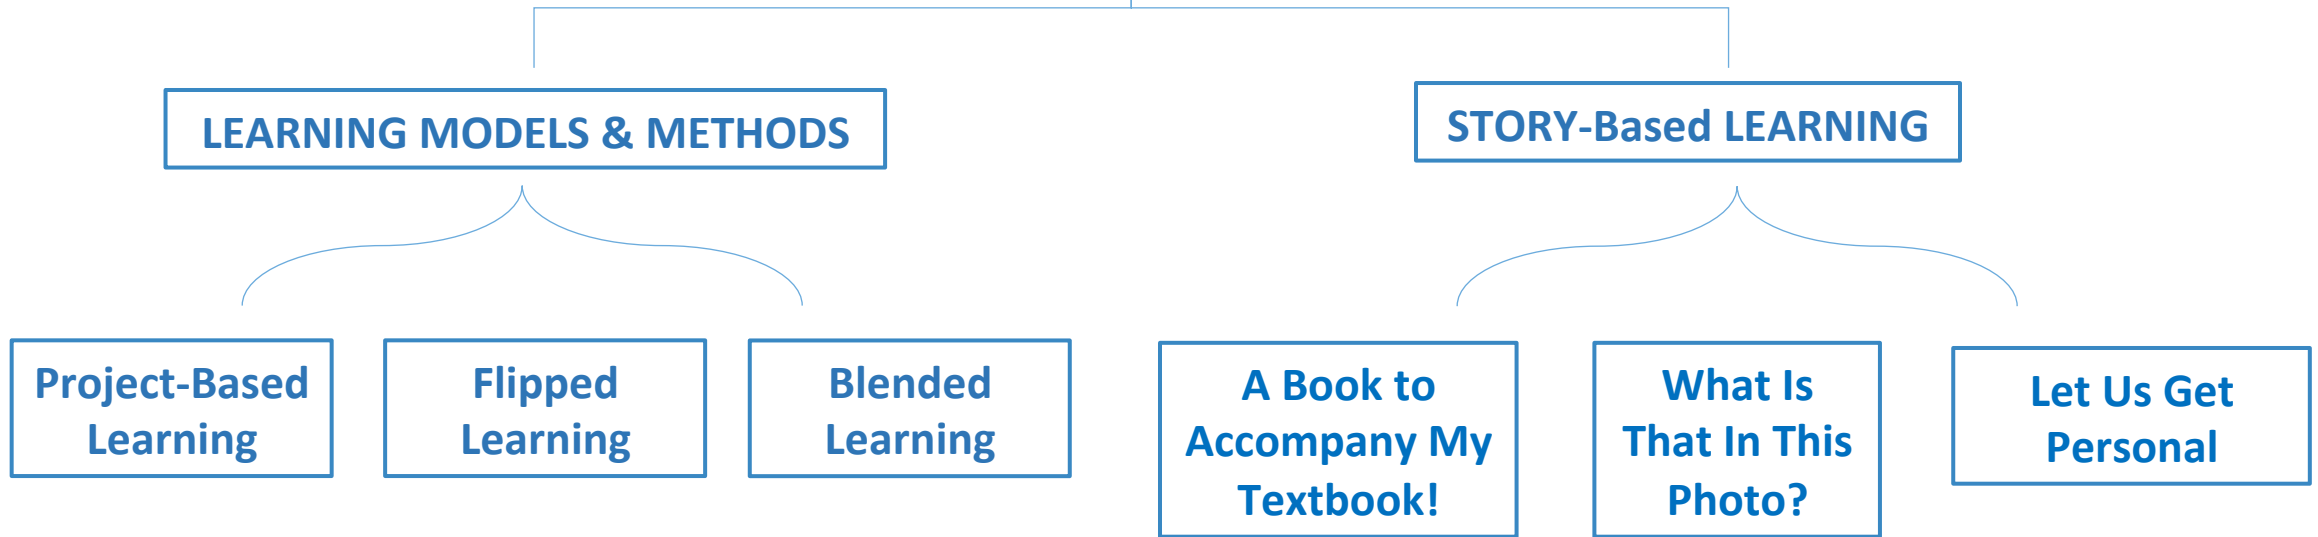 LEARNING MODELS & METHODS
STORY-Based LEARNING
Project-Based
Learning
Flipped
Learning
Blended
Learning
A Book to
Accompany My
Textbook!
What Is
That In This
Photo?
Let Us Get
Personal